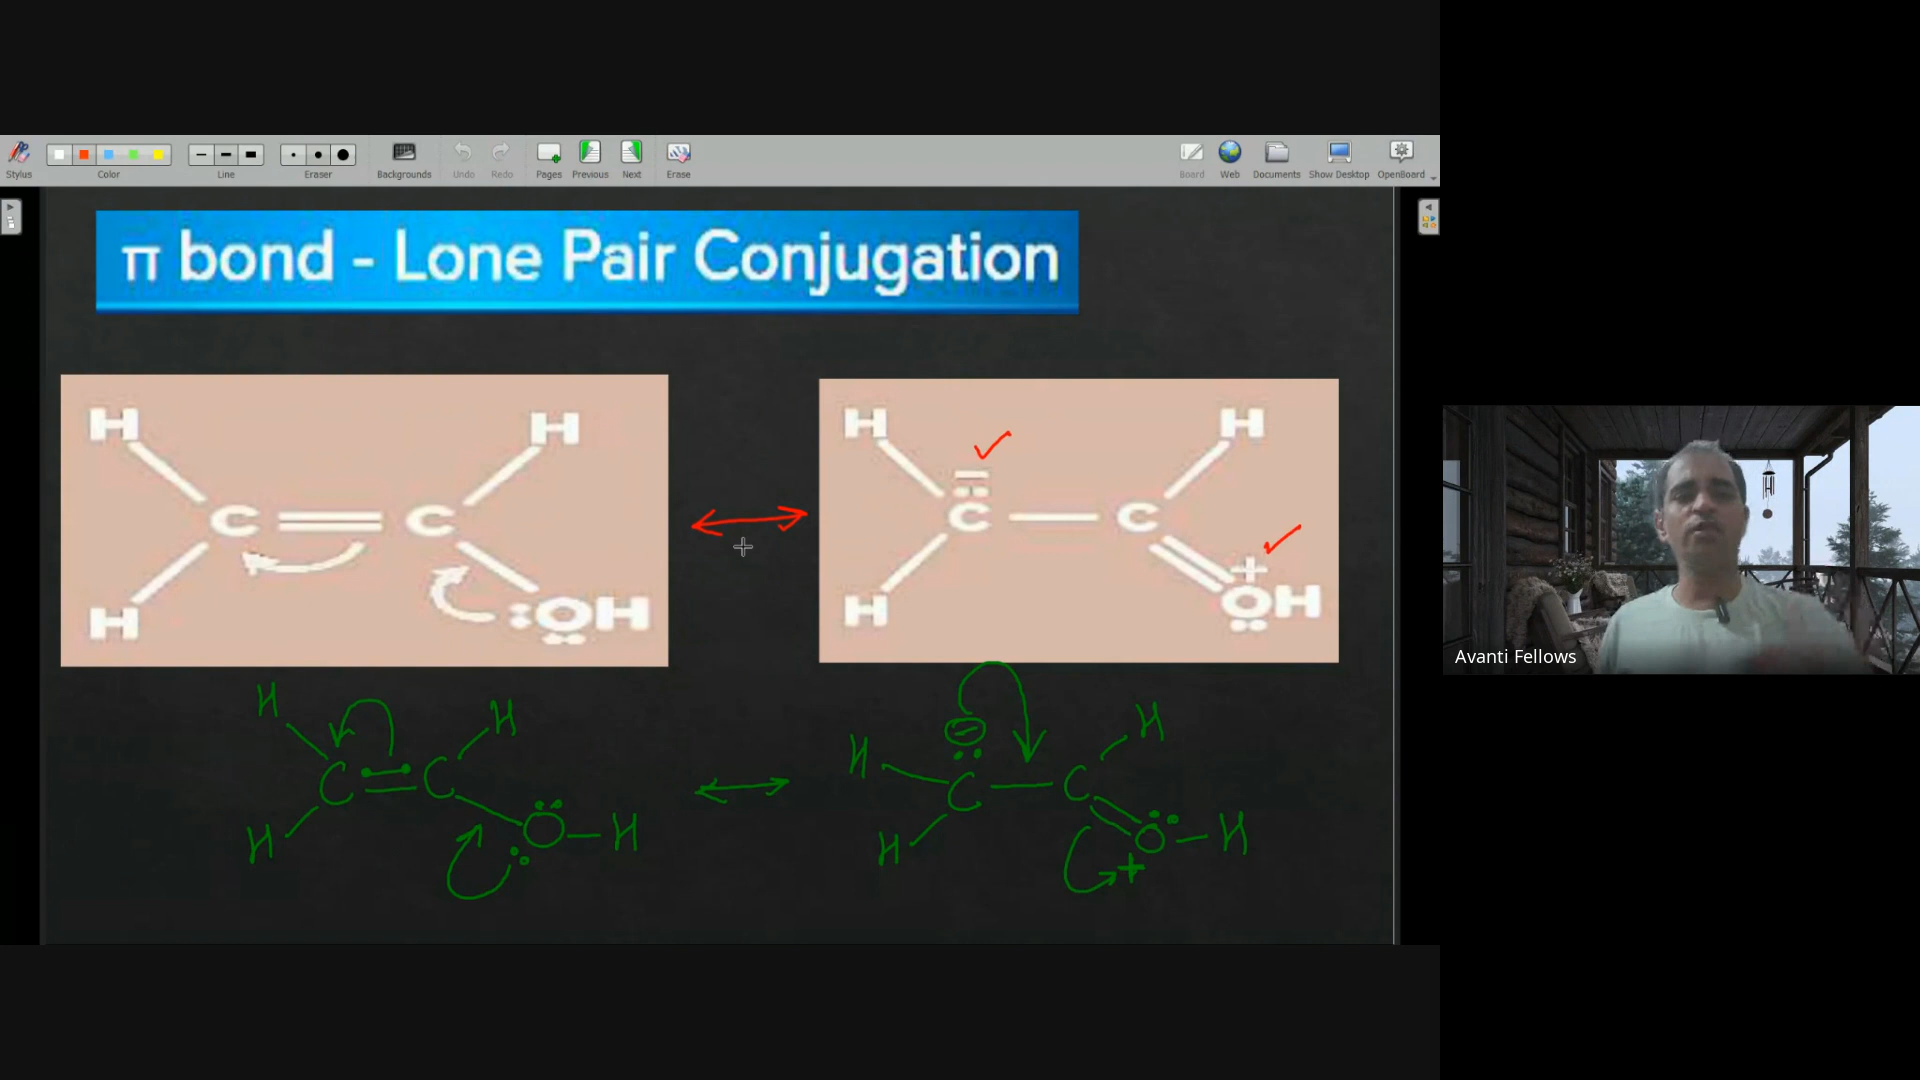 Stylus Color Line Eraser Backgrounds Undo Redo Pages Previous Next Erase Board Web Documents Show Desktop OpenBoard
π bond - Lone Pair Conjugation
H H H H
C = C C — C
H :OH H OH
Avanti Fellows
H H H H
C = C C — C
H O — H H O — H